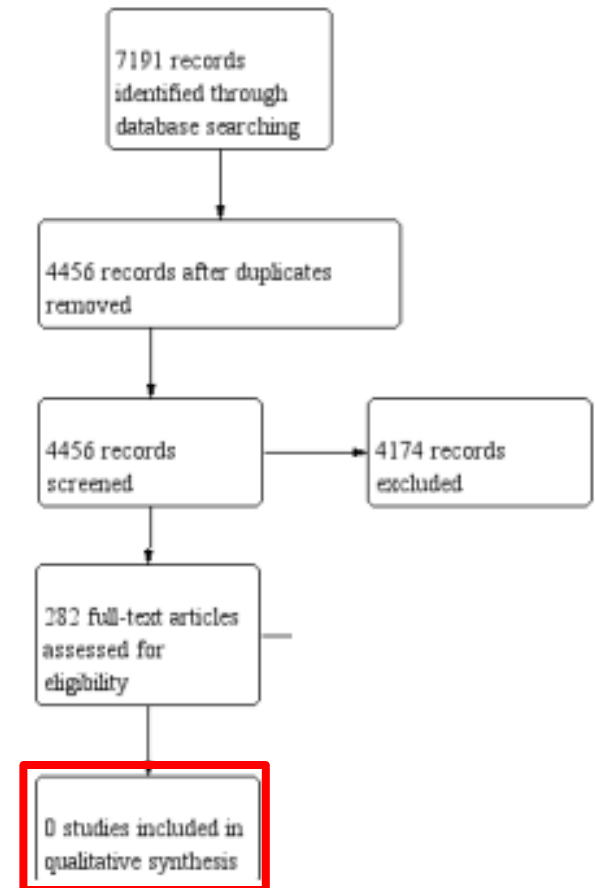 7191 records
identified through
database searching
4456 records after duplicates
removed
4456 records
screened
4174 records
excluded
282 full-text articles
assessed for
eligibility
0 studies included in
qualitative synthesis